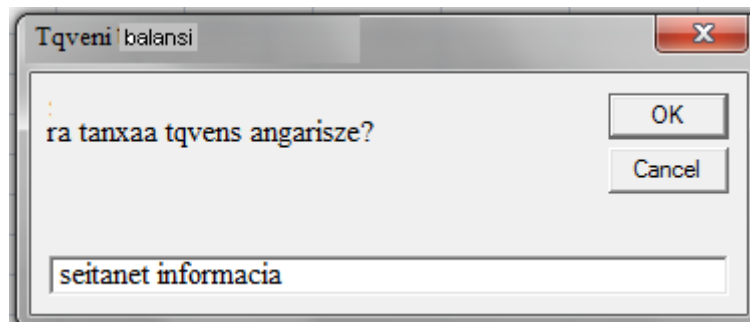 Tqveni balansi
ra tanxaa tqvens angarisze?
OK
Cancel
seitanet informacia